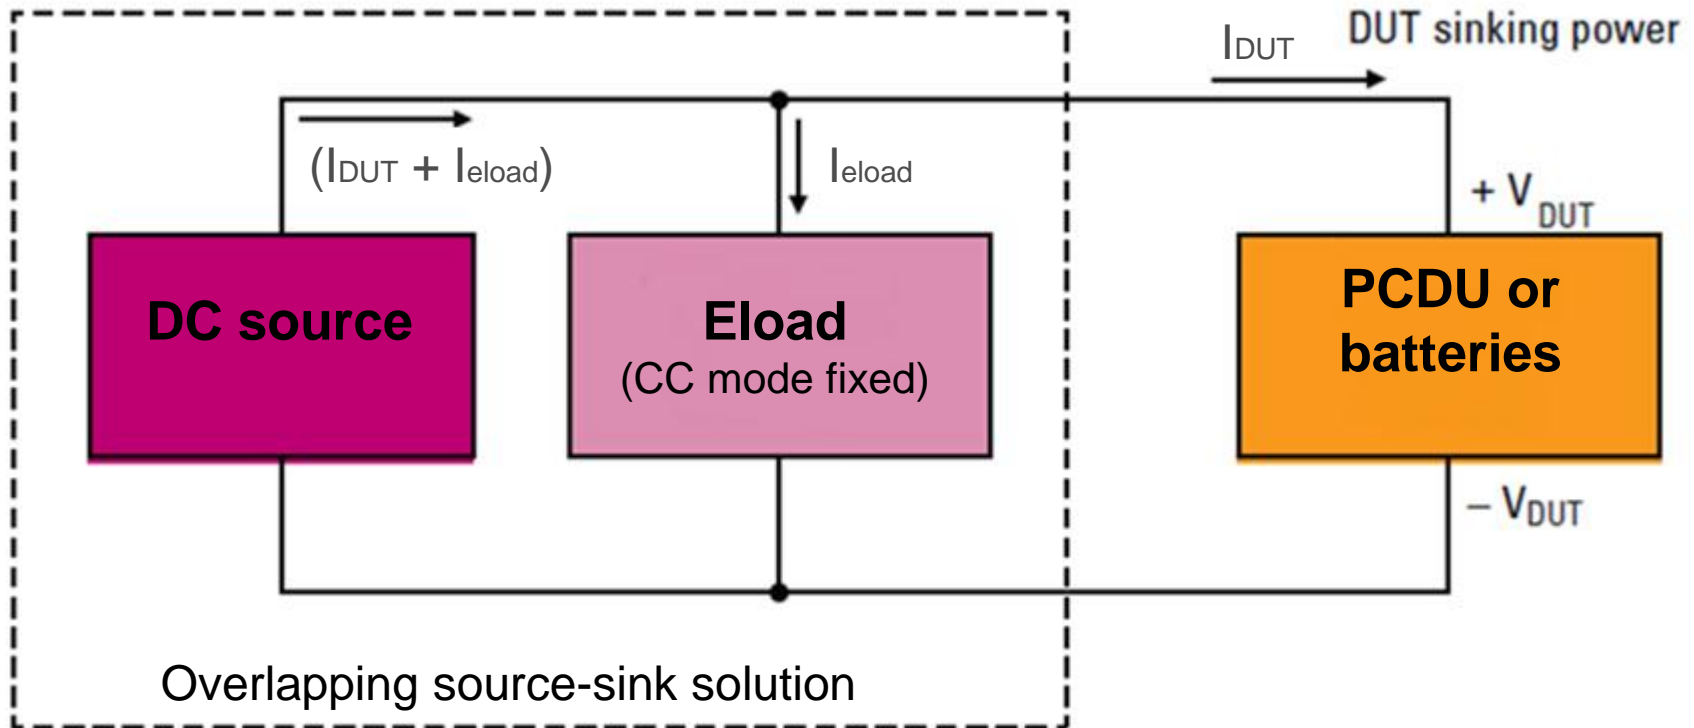 DUT sinking power
IDUT
(IDUT + Ieload)
Ieload
+ VDUT
DC source
Eload
(CC mode fixed)
PCDU or
batteries
– VDUT
Overlapping source-sink solution